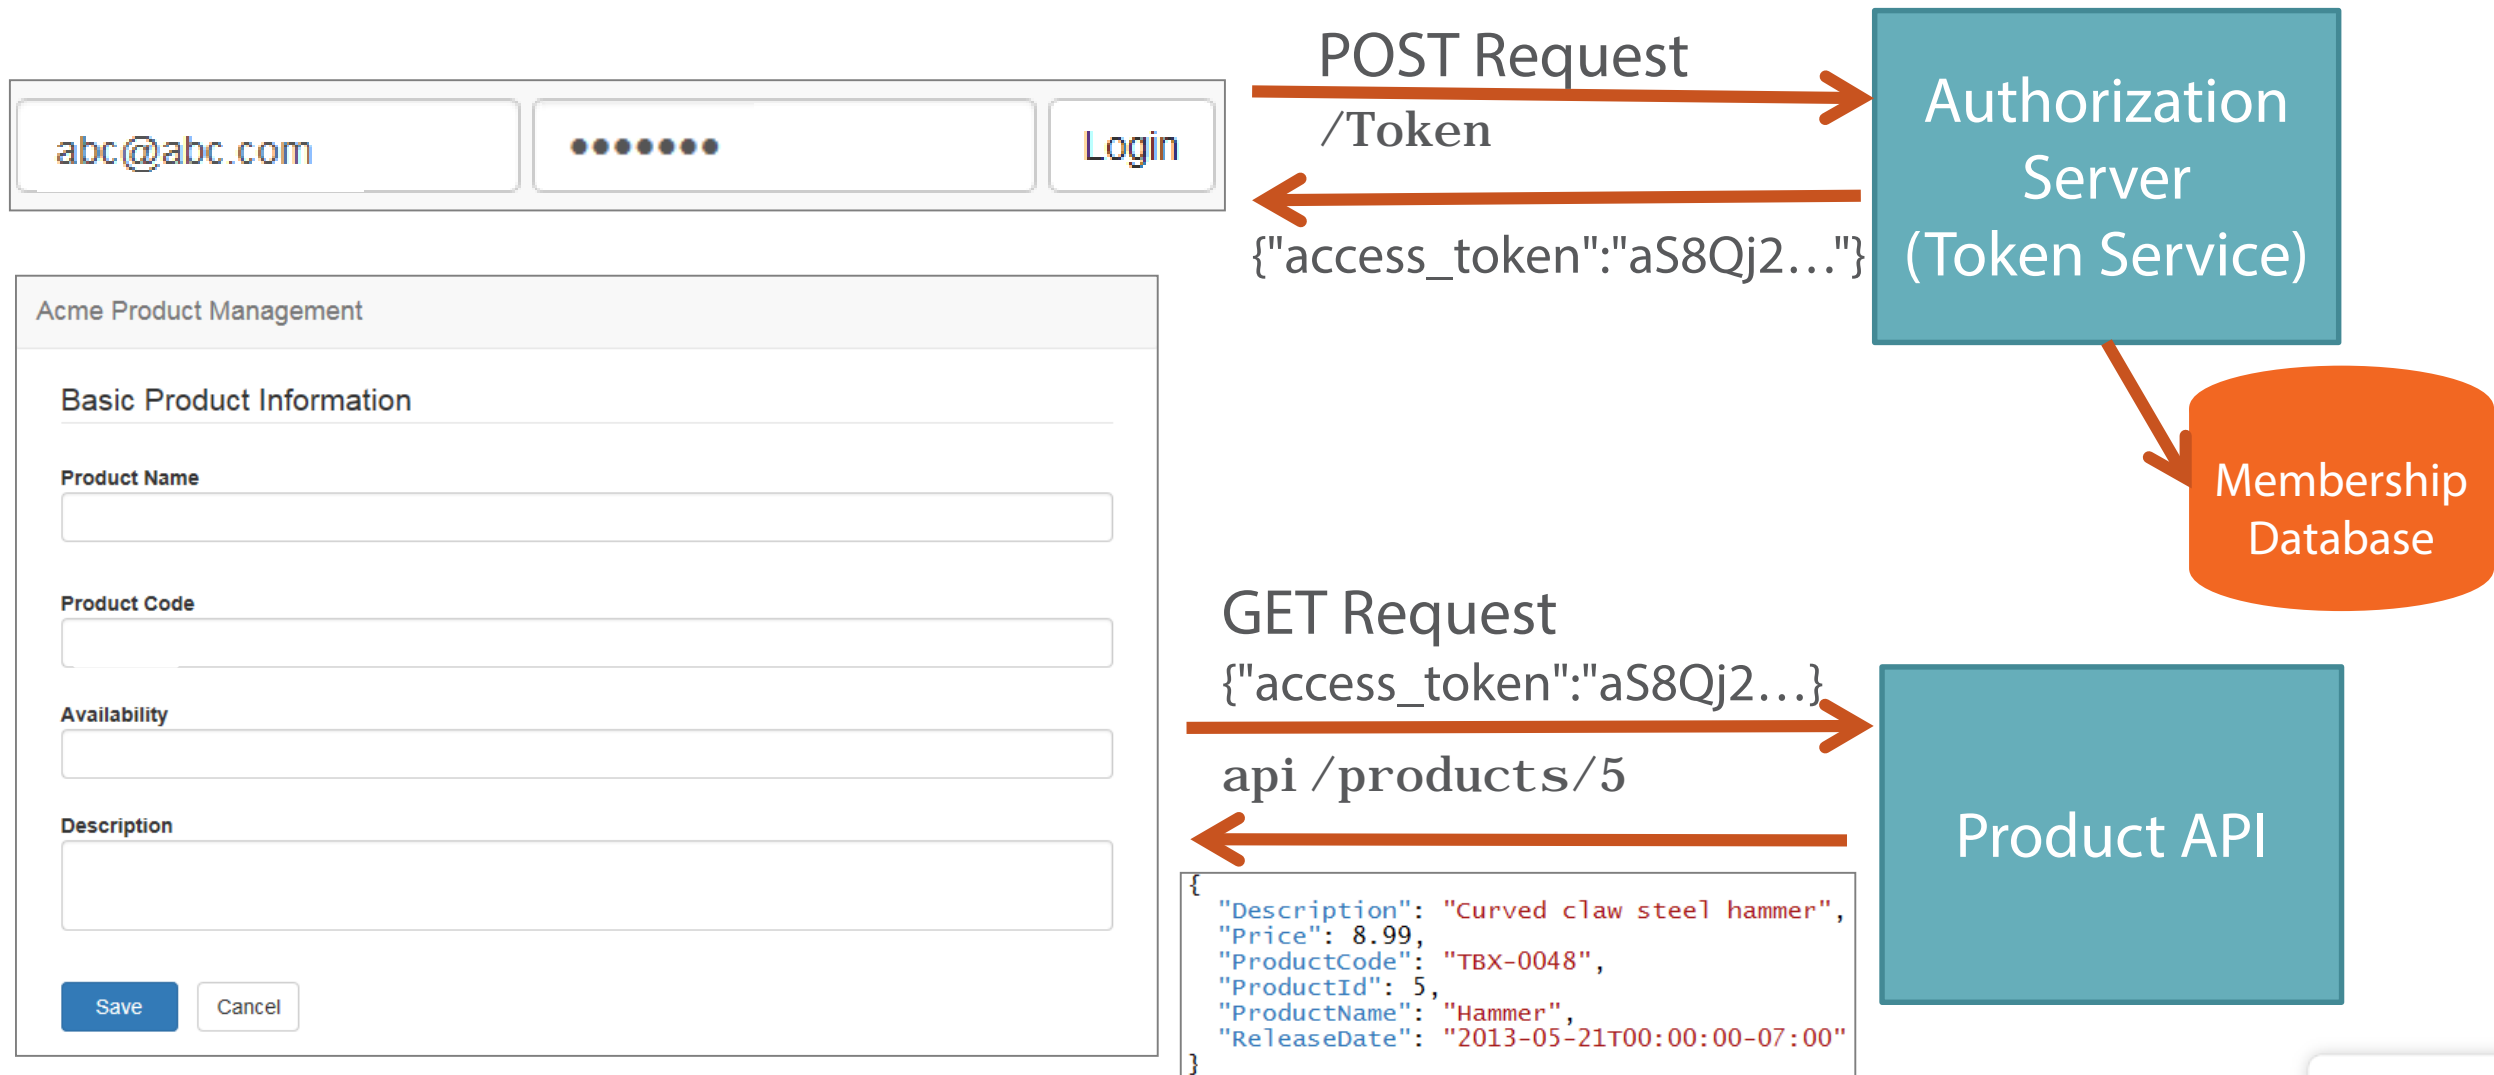 abc@abc.com
•••••••
Login
POST Request
/Token
{"access_token":"aS8Qj2..."}
Authorization
Server
(Token Service)
Membership
Database
Acme Product Management
Basic Product Information
Product Name
Product Code
Availability
Description
Save
Cancel
GET Request
{"access_token":"aS8Qj2...}
api /products/5
Product API
{
"Description": "Curved claw steel hammer",
"Price": 8.99,
"ProductCode": "TBX-0048",
"ProductId": 5,
"ProductName": "Hammer",
"ReleaseDate": "2013-05-21T00:00:00-07:00"
}